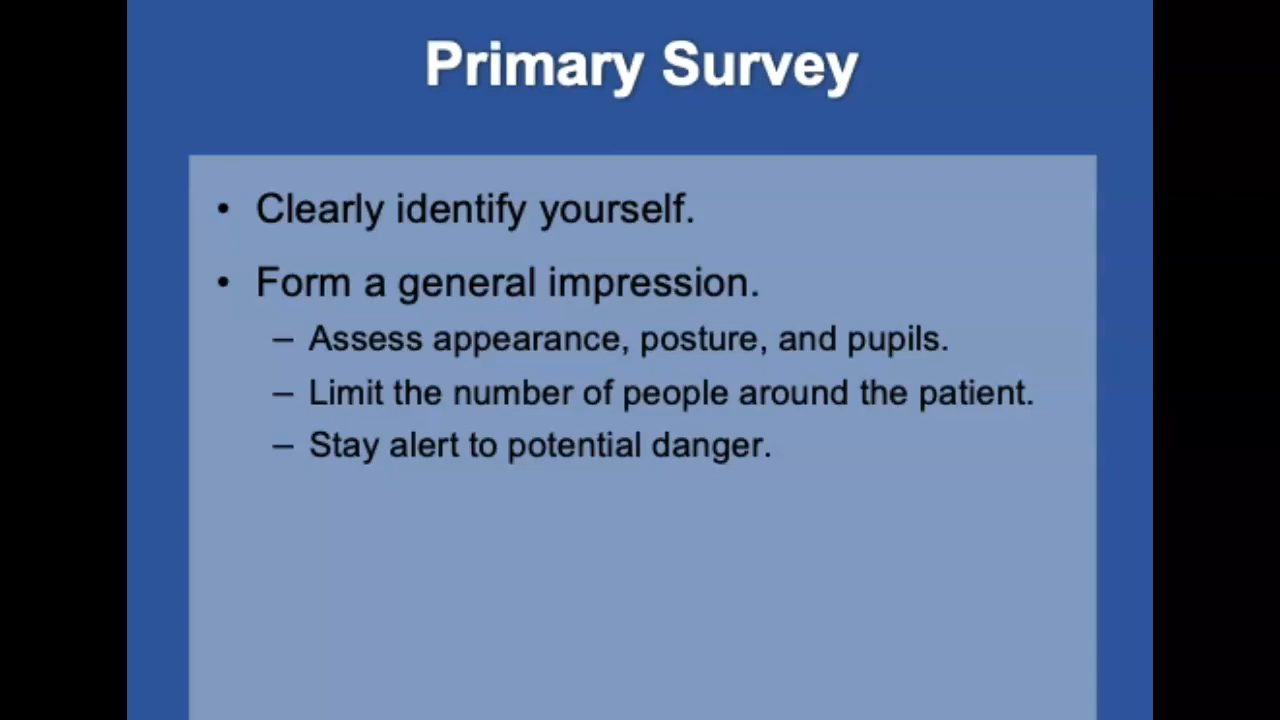 Primary Survey
• Clearly identify yourself.
• Form a general impression.
– Assess appearance, posture, and pupils.
– Limit the number of people around the patient.
– Stay alert to potential danger.